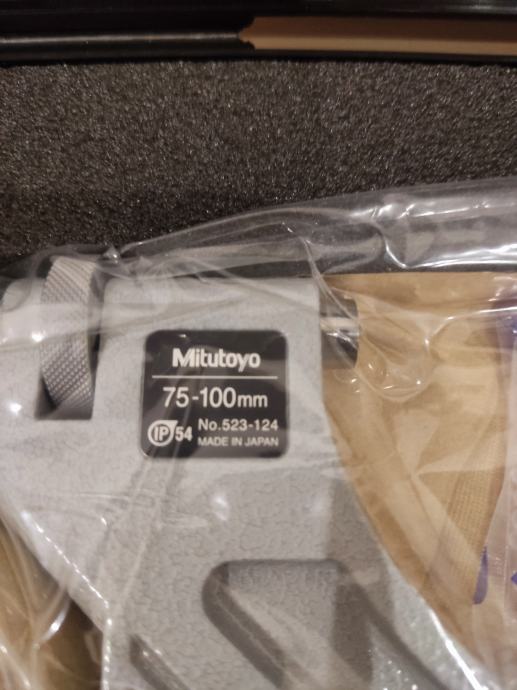 Mitutoyo
75-100mm
IP54 No.523-124
MADE IN JAPAN